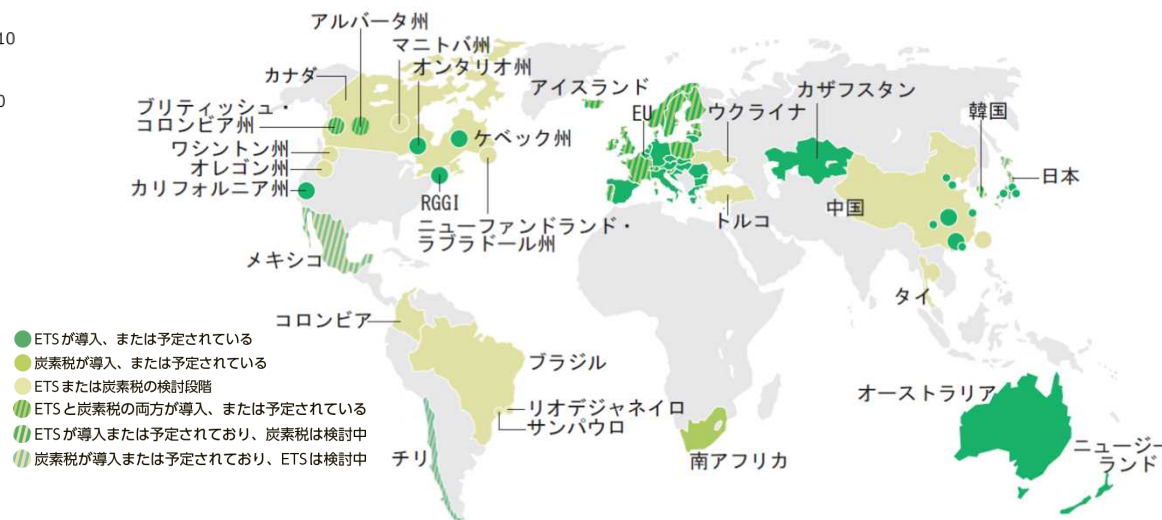 10
0
アルバータ州
マニトバ州
オンタリオ州
カナダ
ブリティッシュ・
コロンビア州
ワシントン州
オレゴン州
カリフォルニア州
ケベック州
RGGI
ニューファンドランド・
ラブラドール州
メキシコ
アイスランド
EU
ウクライナ
カザフスタン
韓国
日本
中国
トルコ
タイ
コロンビア
ブラジル
リオデジャネイロ
サンパウロ
チリ
南アフリカ
オーストラリア
ニュージー
ランド
ETSが導入、または予定されている
炭素税が導入、または予定されている
ETSまたは炭素税の検討段階
ETSと炭素税の両方が導入、または予定されている
ETSが導入または予定されており、炭素税は検討中
炭素税が導入または予定されており、ETSは検討中